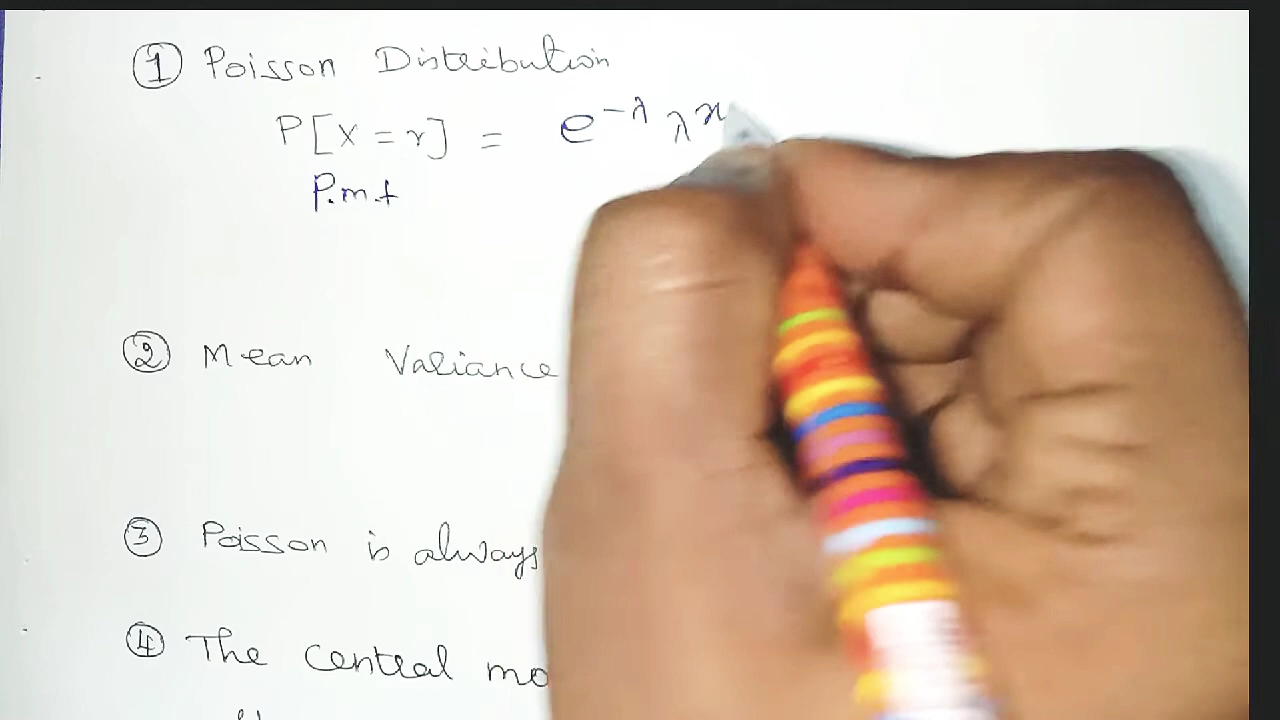 ① Poisson Distribution
P[X = r] = e^{-λ} λ^x
P.m.f
② Mean Variance
③ Poisson is always
④ The central mo